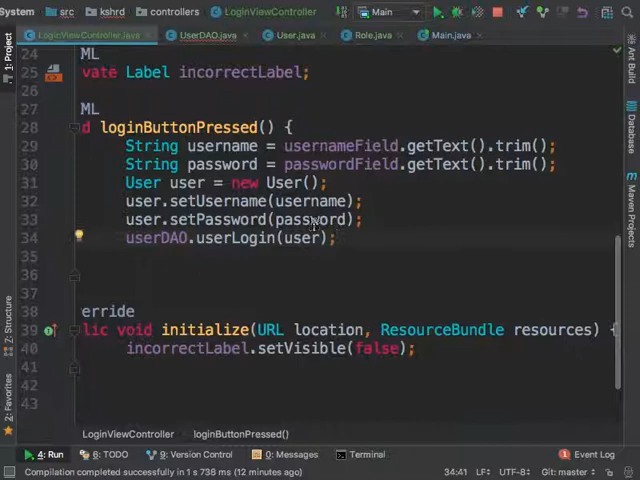 System src kshrd controllers LoginViewController Main
LoginViewController.java UserDAO.java User.java Role.java Main.java
24 ML
25 vate Label incorrectLabel;
26
27 ML
28 d loginButtonPressed() {
29 String username = usernameField.getText().trim();
30 String password = passwordField.getText().trim();
31 User user = new User();
32 user.setUsername(username);
33 user.setPassword(password);
34 userDAO.userLogin(user);
35
36
37
38 erride
39 lic void initialize(URL location, ResourceBundle resources) {
40 incorrectLabel.setVisible(false);
41
42
43
1: Project
7: Structure
2: Favorites
Ant Build
Database
Maven Projects
LoginViewController loginButtonPressed()
4: Run 6: TODO 9: Version Control 0: Messages Terminal 1 Event Log
Compilation completed successfully in 1 s 738 ms (12 minutes ago) 34:41 LF÷ UTF-8÷ Git: master÷